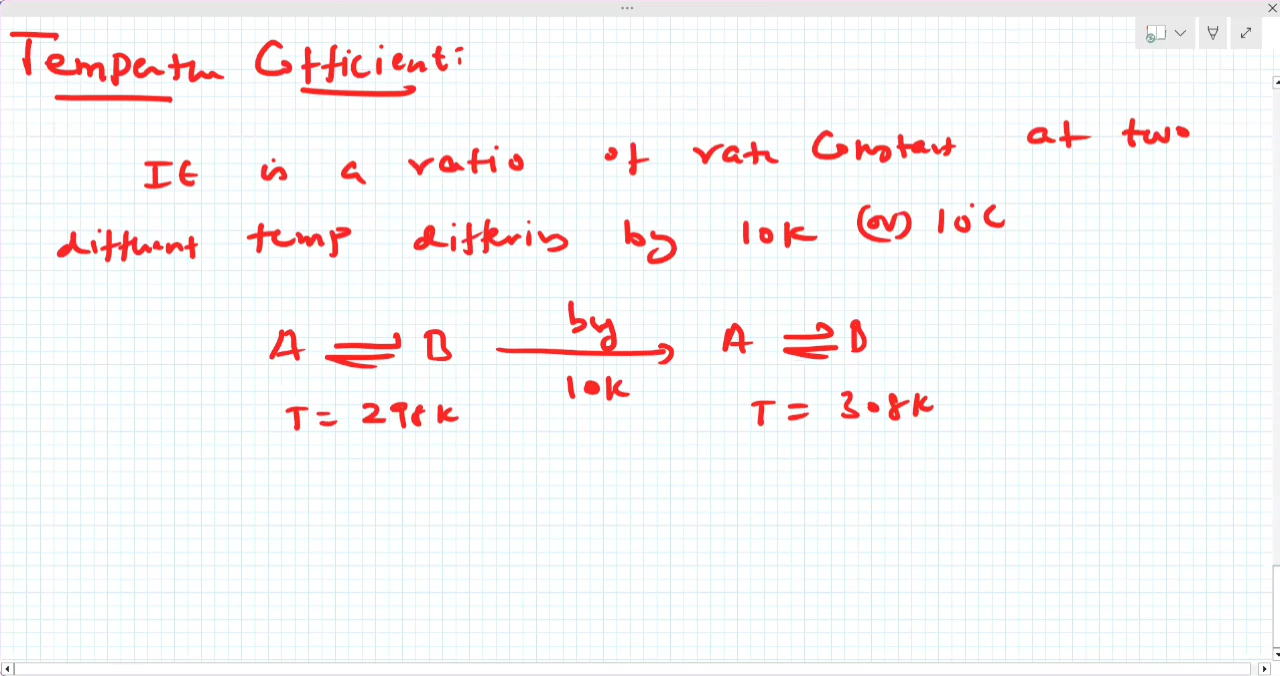 Temperatu Cofficient:
It is a ratio of rate Constant at two
different temp differing by 10K (or) 10°C
A ⇌ B by 10K → A ⇌ B
T = 298K T = 308K